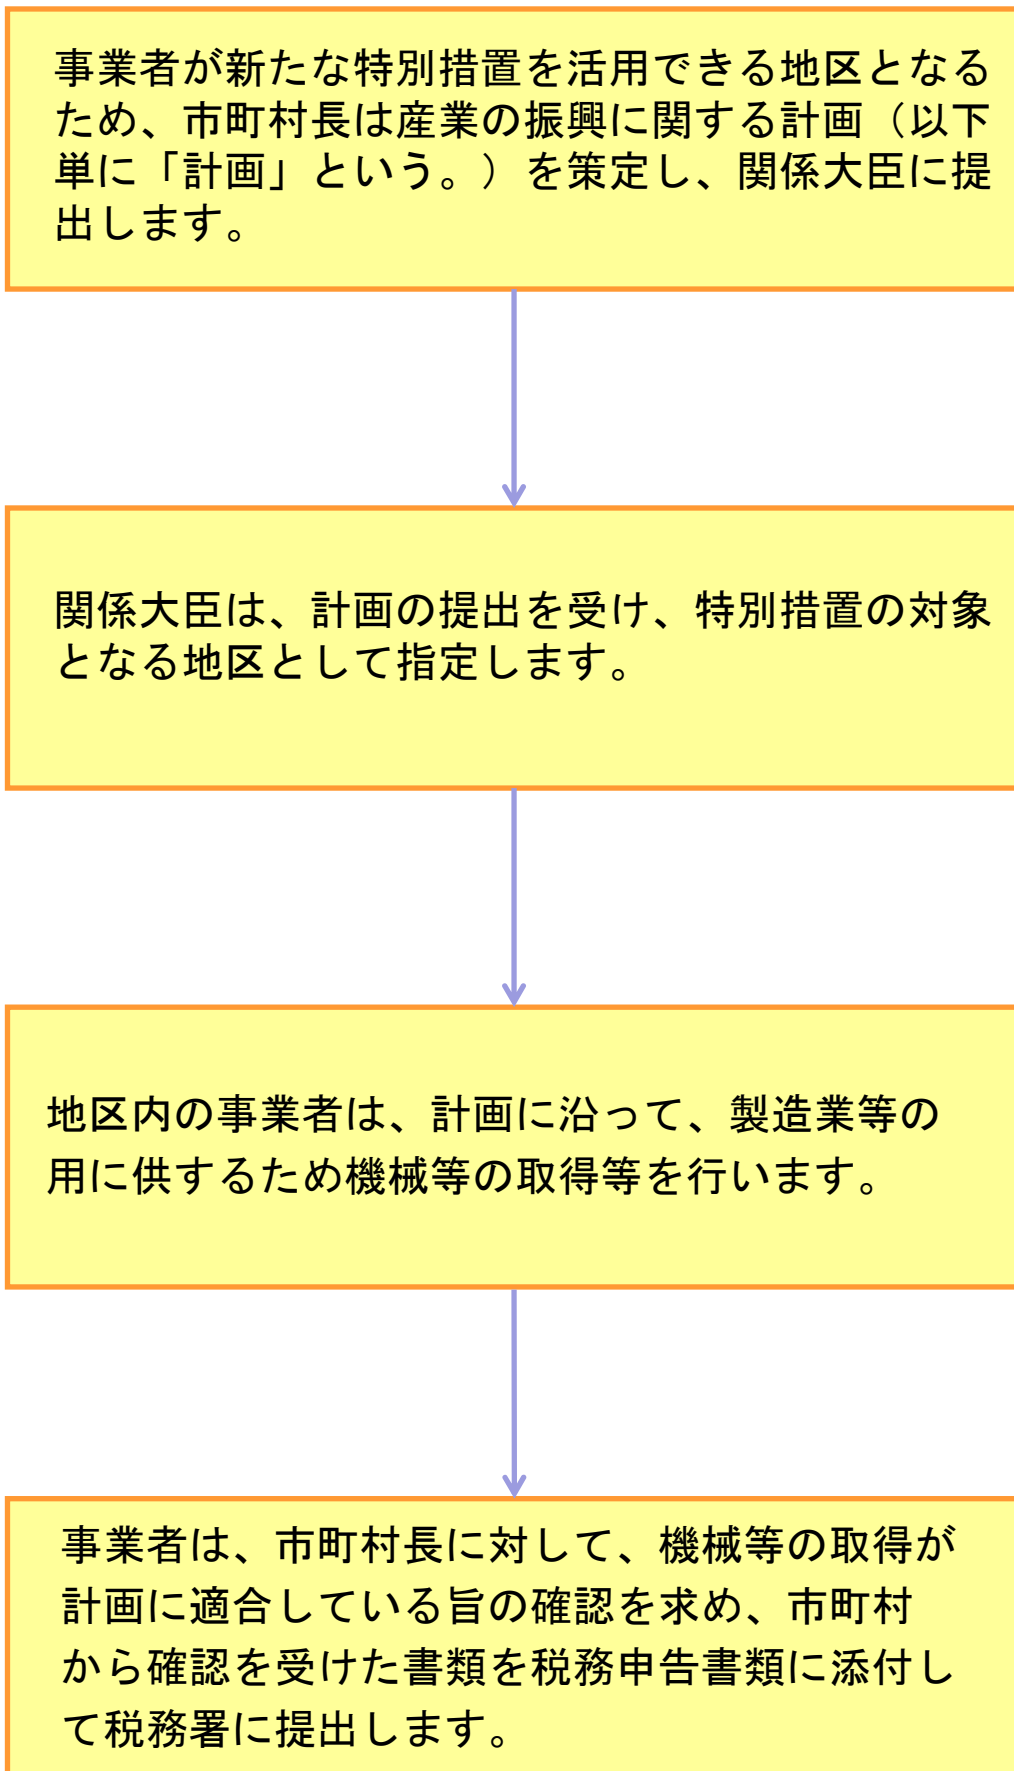 事業者が新たな特別措置を活用できる地区となる
ため、市町村長は産業の振興に関する計画（以下
単に「計画」という。）を策定し、関係大臣に提
出します。
関係大臣は、計画の提出を受け、特別措置の対象
となる地区として指定します。
地区内の事業者は、計画に沿って、製造業等の
用に供するため機械等の取得等を行います。
事業者は、市町村長に対して、機械等の取得が
計画に適合している旨の確認を求め、市町村
から確認を受けた書類を税務申告書類に添付し
て税務署に提出します。